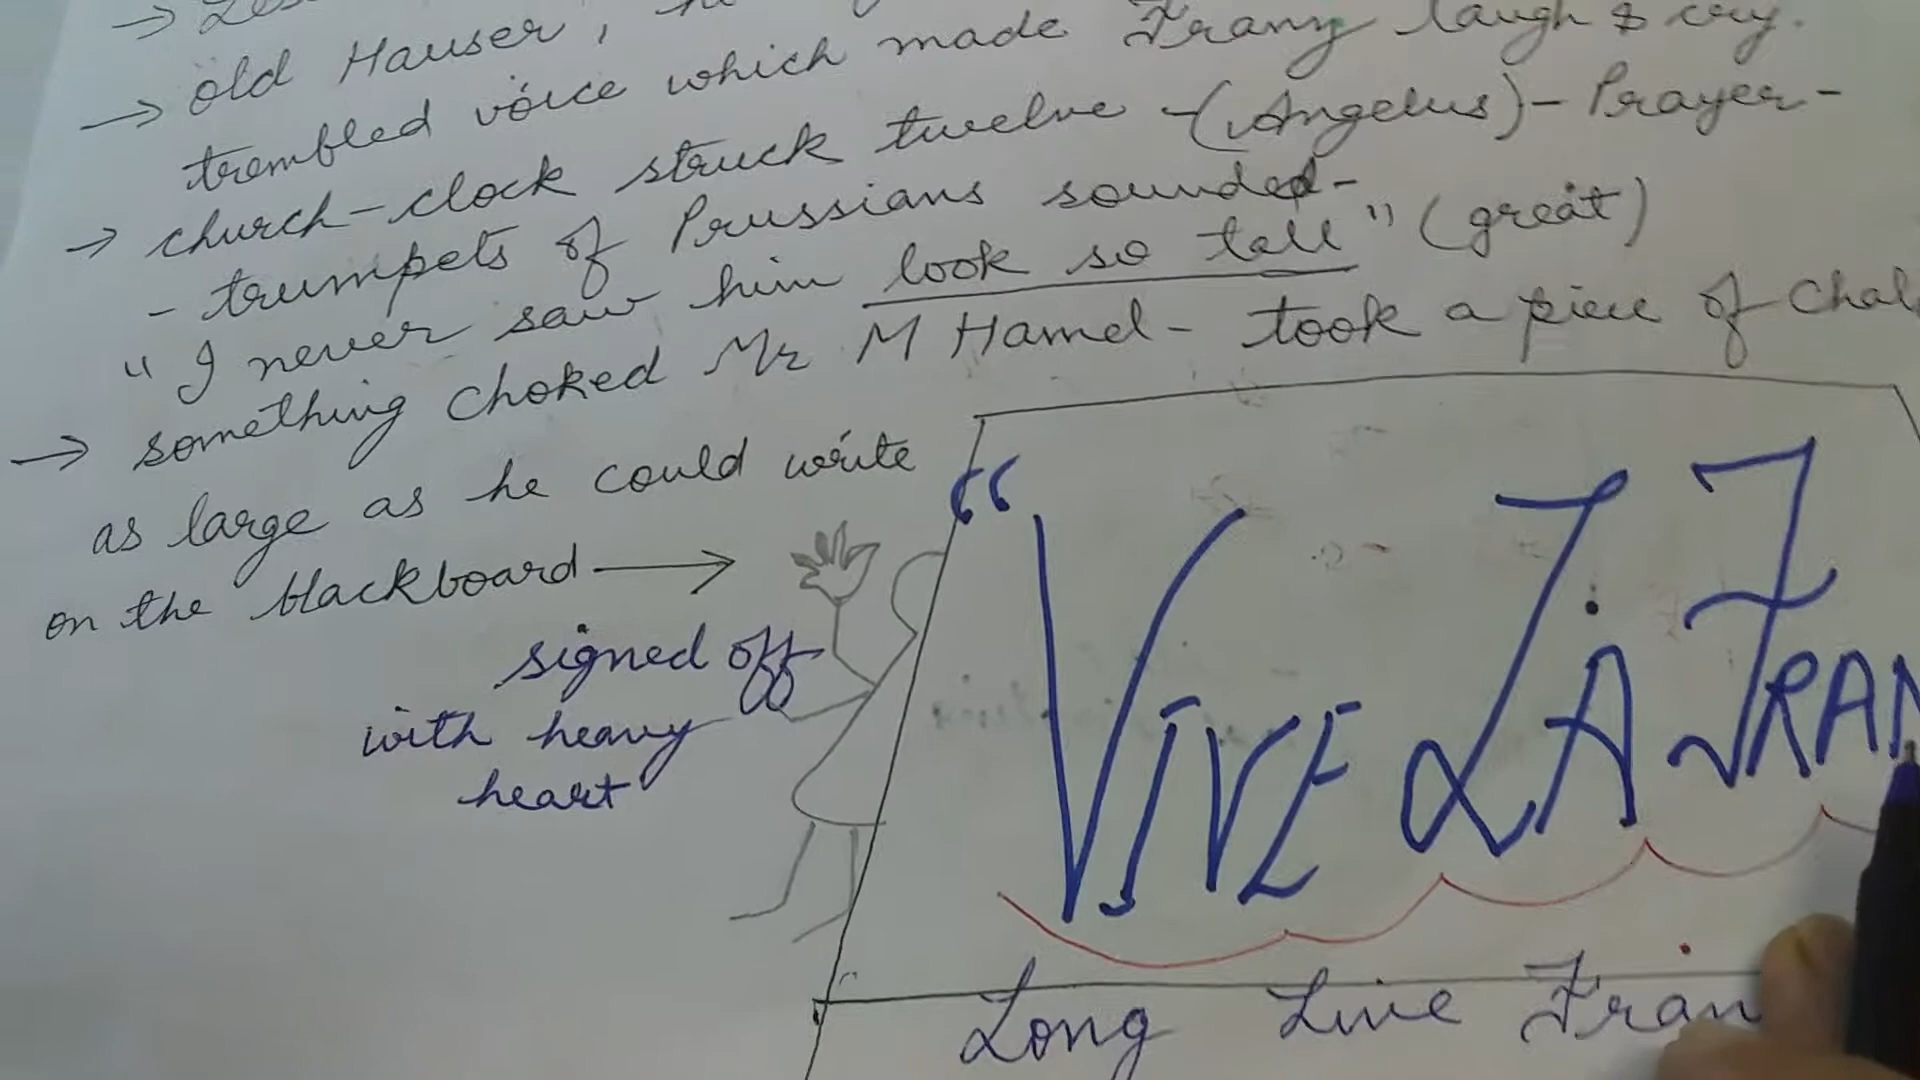 →
→ old Hauser,
trembled voice which made Franz laugh & cry.
→ church-clock struck twelve -(Angelus)- Prayer-
- trumpets of Prussians sounded-
"I never saw him look so tall" (great)
→ something choked Mr M Hamel- took a piece of
as large as he could write
on the blackboard →
signed off
with heavy
heart
"VIVE LA FRAN
Long Live Fran